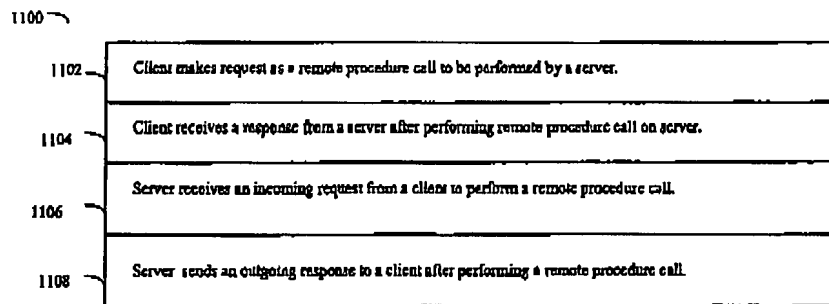 1100
1102 Client makes request as a remote procedure call to be performed by a server.
1104 Client receives a response from a server after performing remote procedure call on server.
1106 Server receives an incoming request from a client to perform a remote procedure call.
1108 Server sends an outgoing response to a client after performing a remote procedure call.